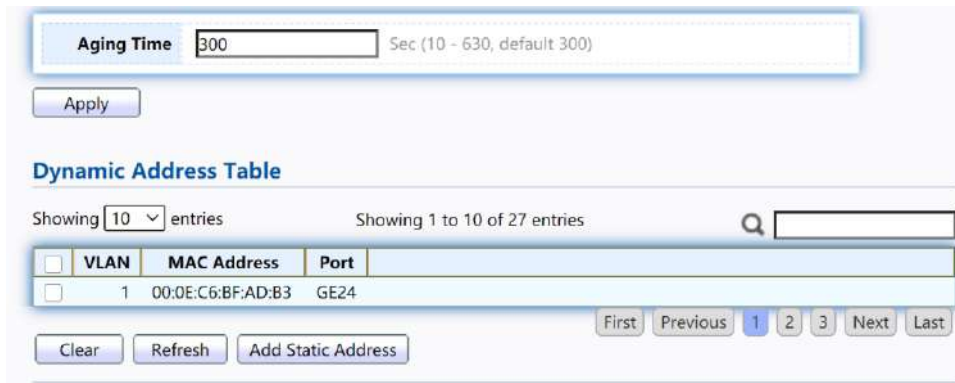 Aging Time 300 Sec (10 - 630, default 300)
Apply
Dynamic Address Table
Showing 10 entries Showing 1 to 10 of 27 entries
VLAN MAC Address Port
1 00:0E:C6:BF:AD:B3 GE24
First Previous 1 2 3 Next Last
Clear Refresh Add Static Address